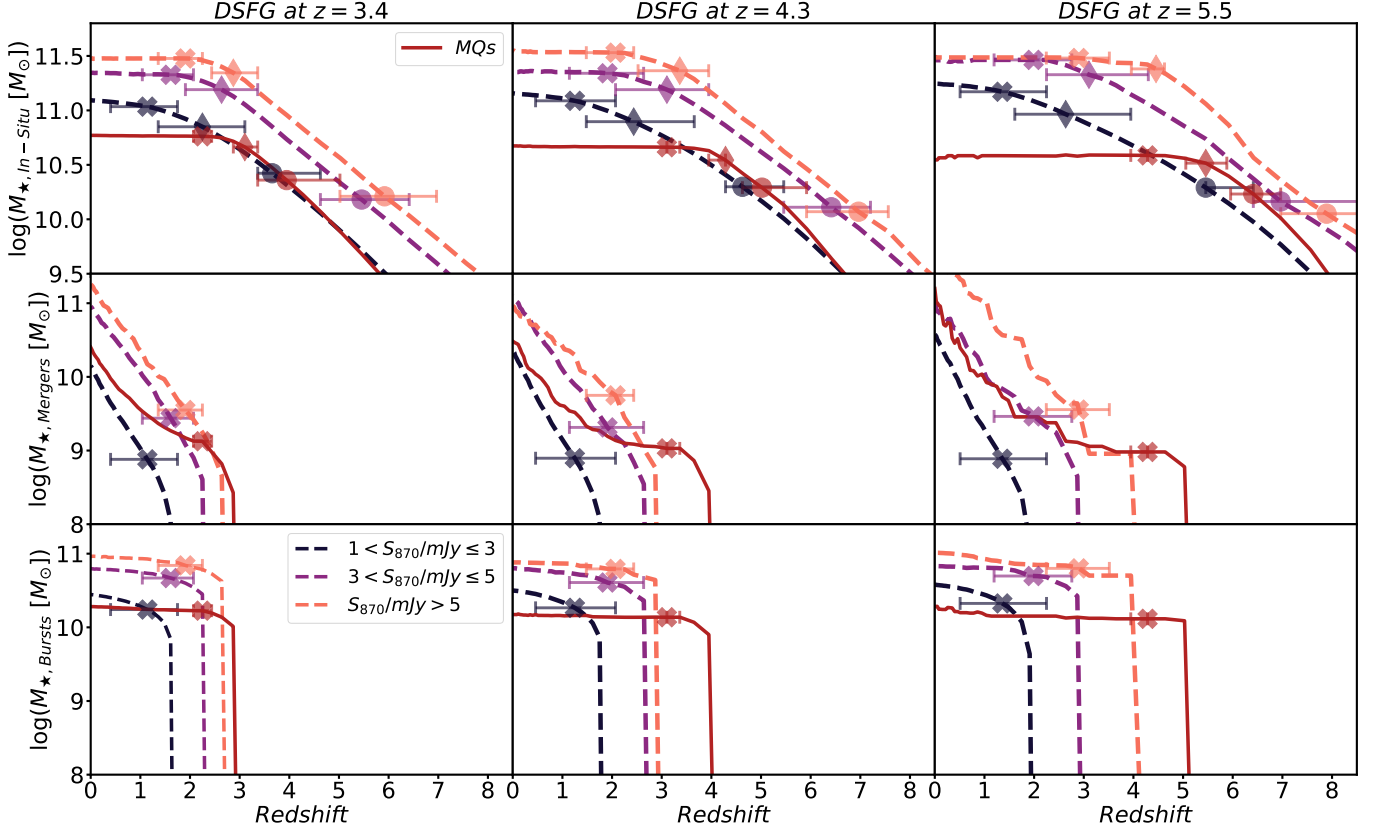 DSFG at z = 3.4
DSFG at z = 4.3
DSFG at z = 5.5
log(M★, In−Situ [M⊙])
11.5
11.0
10.5
10.0
9.5
MQs
log(M★, Mergers [M⊙])
11
10
9
8
log(M★, Bursts [M⊙])
11
10
9
8
1 < S870/mJy ≤ 3
3 < S870/mJy ≤ 5
S870/mJy > 5
0 1 2 3 4 5 6 7 8
0 1 2 3 4 5 6 7 8
0 1 2 3 4 5 6 7 8
Redshift
Redshift
Redshift